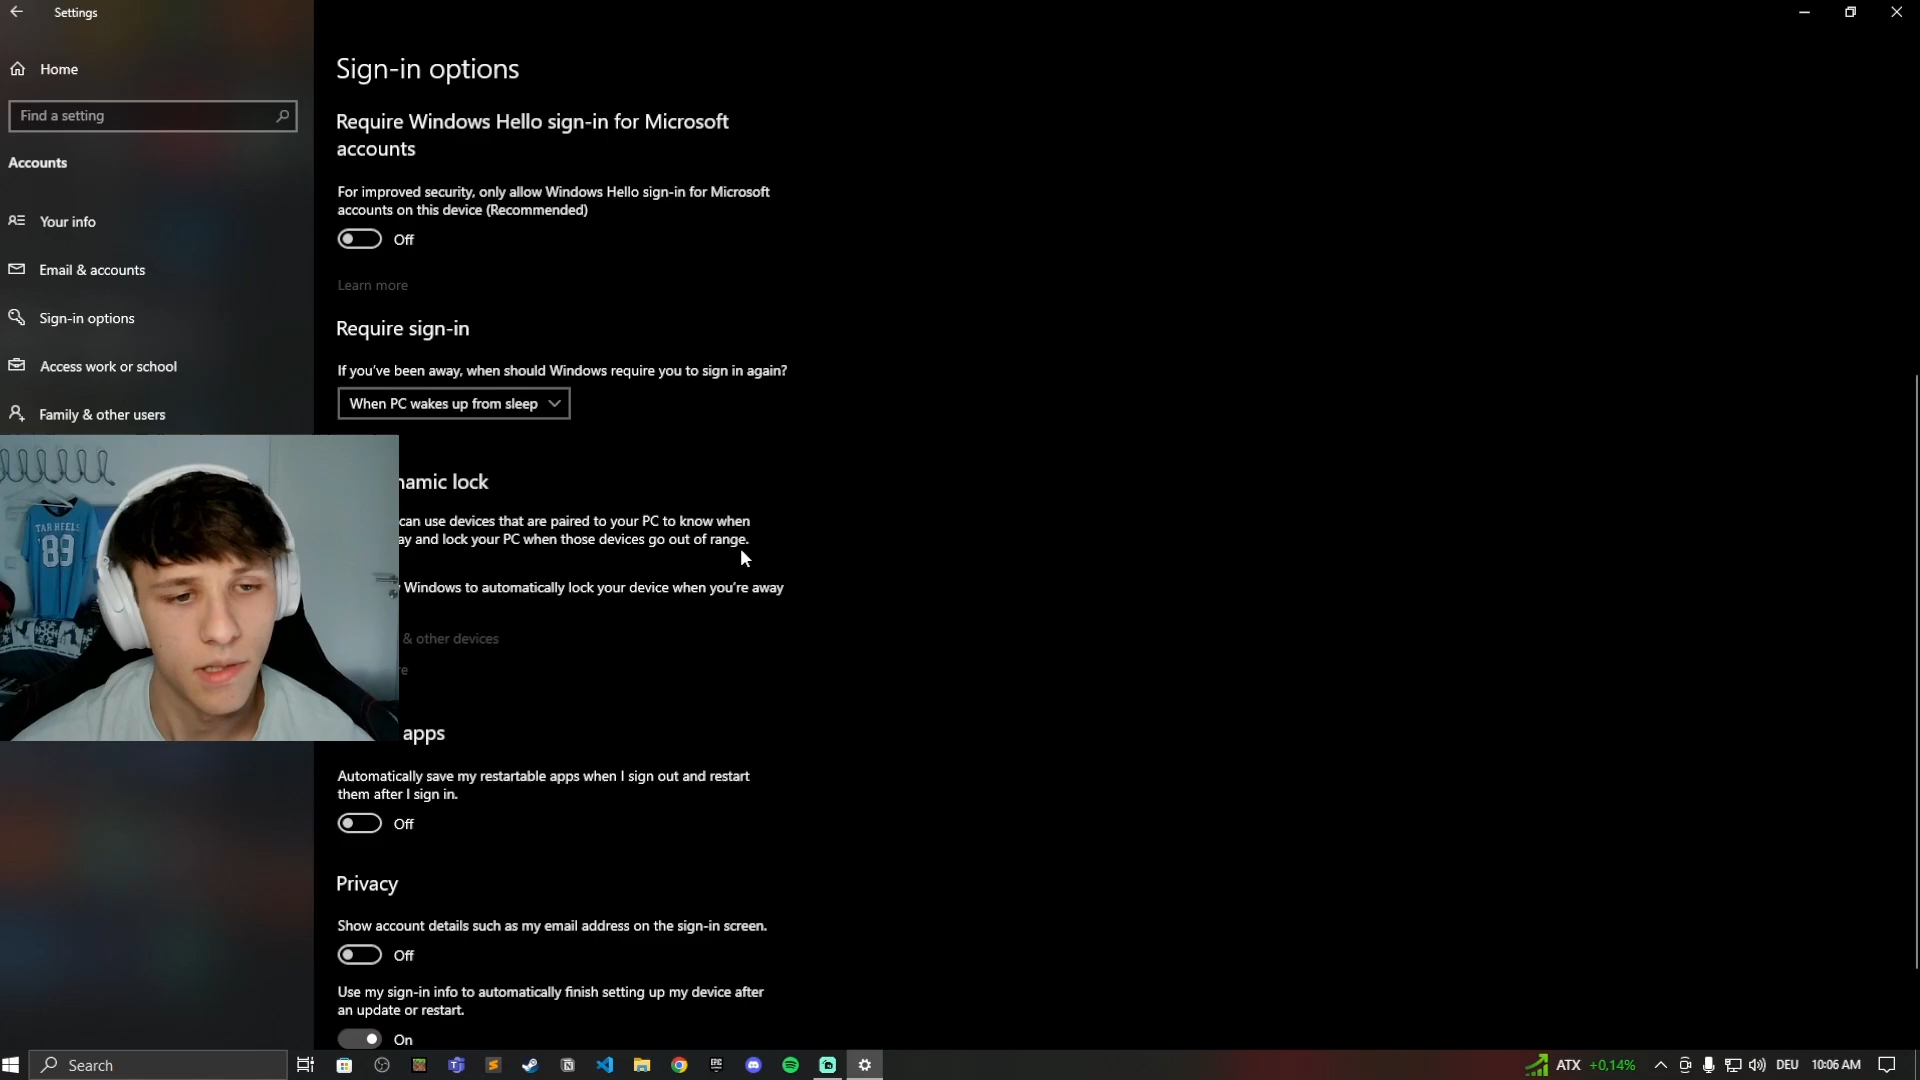 Settings
Home
Find a setting
Accounts
Your info
Email & accounts
Sign-in options
Access work or school
Family & other users
Sign-in options
Require Windows Hello sign-in for Microsoft
accounts
For improved security, only allow Windows Hello sign-in for Microsoft
accounts on this device (Recommended)
Off
Learn more
Require sign-in
If you've been away, when should Windows require you to sign in again?
When PC wakes up from sleep
namic lock
can use devices that are paired to your PC to know when
ay and lock your PC when those devices go out of range.
Windows to automatically lock your device when you're away
& other devices
re
apps
Automatically save my restartable apps when I sign out and restart
them after I sign in.
Off
Privacy
Show account details such as my email address on the sign-in screen.
Off
Use my sign-in info to automatically finish setting up my device after
an update or restart.
On
TAR HEELS
89
Search
EPIC
ATX +0,14%
DEU
10:06 AM